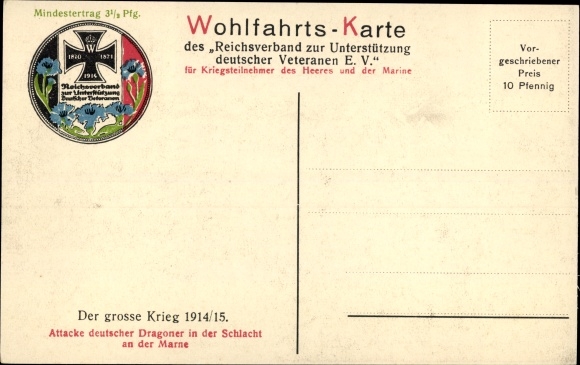 Mindestertrag 3½ Pfg.
W
1870 1871
1914
Reichsverband
zur Unterstützung
Deutscher Veteranen
Wohlfahrts-Karte
des „Reichsverband zur Unterstützung
deutscher Veteranen E. V.“
für Kriegsteilnehmer des Heeres und der Marine
Vor-
geschriebener
Preis
10 Pfennig
Der grosse Krieg 1914/15.
Attacke deutscher Dragoner in der Schlacht
an der Marne